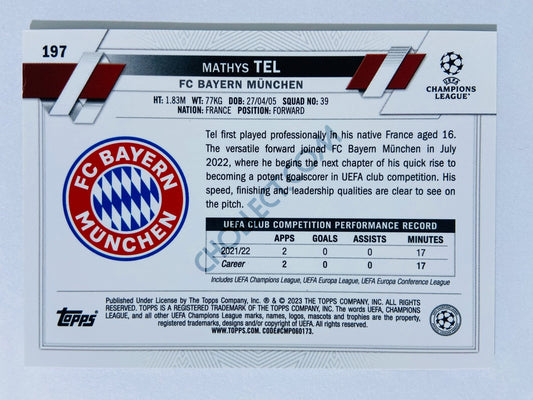 197
MATHYS TEL
FC BAYERN MÜNCHEN
HT: 1.83M WT: 77KG DOB: 27/04/05 SQUAD NO: 39
NATION: FRANCE POSITION: FORWARD
UEFA
CHAMPIONS
LEAGUE™
FC BAYERN
MÜNCHEN
Tel first played professionally in his native France aged 16.
The versatile forward joined FC Bayern München in July
2022, where he begins the next chapter of his quick rise to
becoming a potent goalscorer in UEFA club competition. His
speed, finishing and leadership qualities are clear to see on
the pitch.
CHOLLECT.COM
UEFA CLUB COMPETITION PERFORMANCE RECORD
APPS GOALS ASSISTS MINUTES
2021/22 2 0 0 17
Career 2 0 0 17
Includes UEFA Champions League, UEFA Europa League, UEFA Europa Conference League
Topps
Published Under License by The Topps Company, Inc. ® & © 2023 THE TOPPS COMPANY, INC. ALL RIGHTS
RESERVED. TOPPS IS A REGISTERED TRADEMARK OF THE TOPPS COMPANY, INC. The words UEFA, CHAMPIONS
LEAGUE, and all other UEFA Champions League marks, names, logos, mascots and trophies are the property,
registered trademarks, designs and/or copyright of UEFA. All rights reserved.
WWW.TOPPS.COM. CODE#CMP060173.